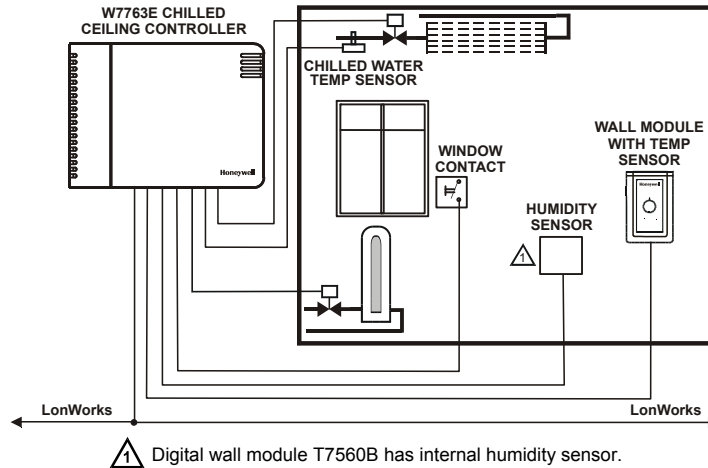 W7763E CHILLED
CEILING CONTROLLER
Honeywell
CHILLED WATER
TEMP SENSOR
WINDOW
CONTACT
HUMIDITY
SENSOR
1
WALL MODULE
WITH TEMP
SENSOR
Honeywell
LonWorks
LonWorks
1 Digital wall module T7560B has internal humidity sensor.